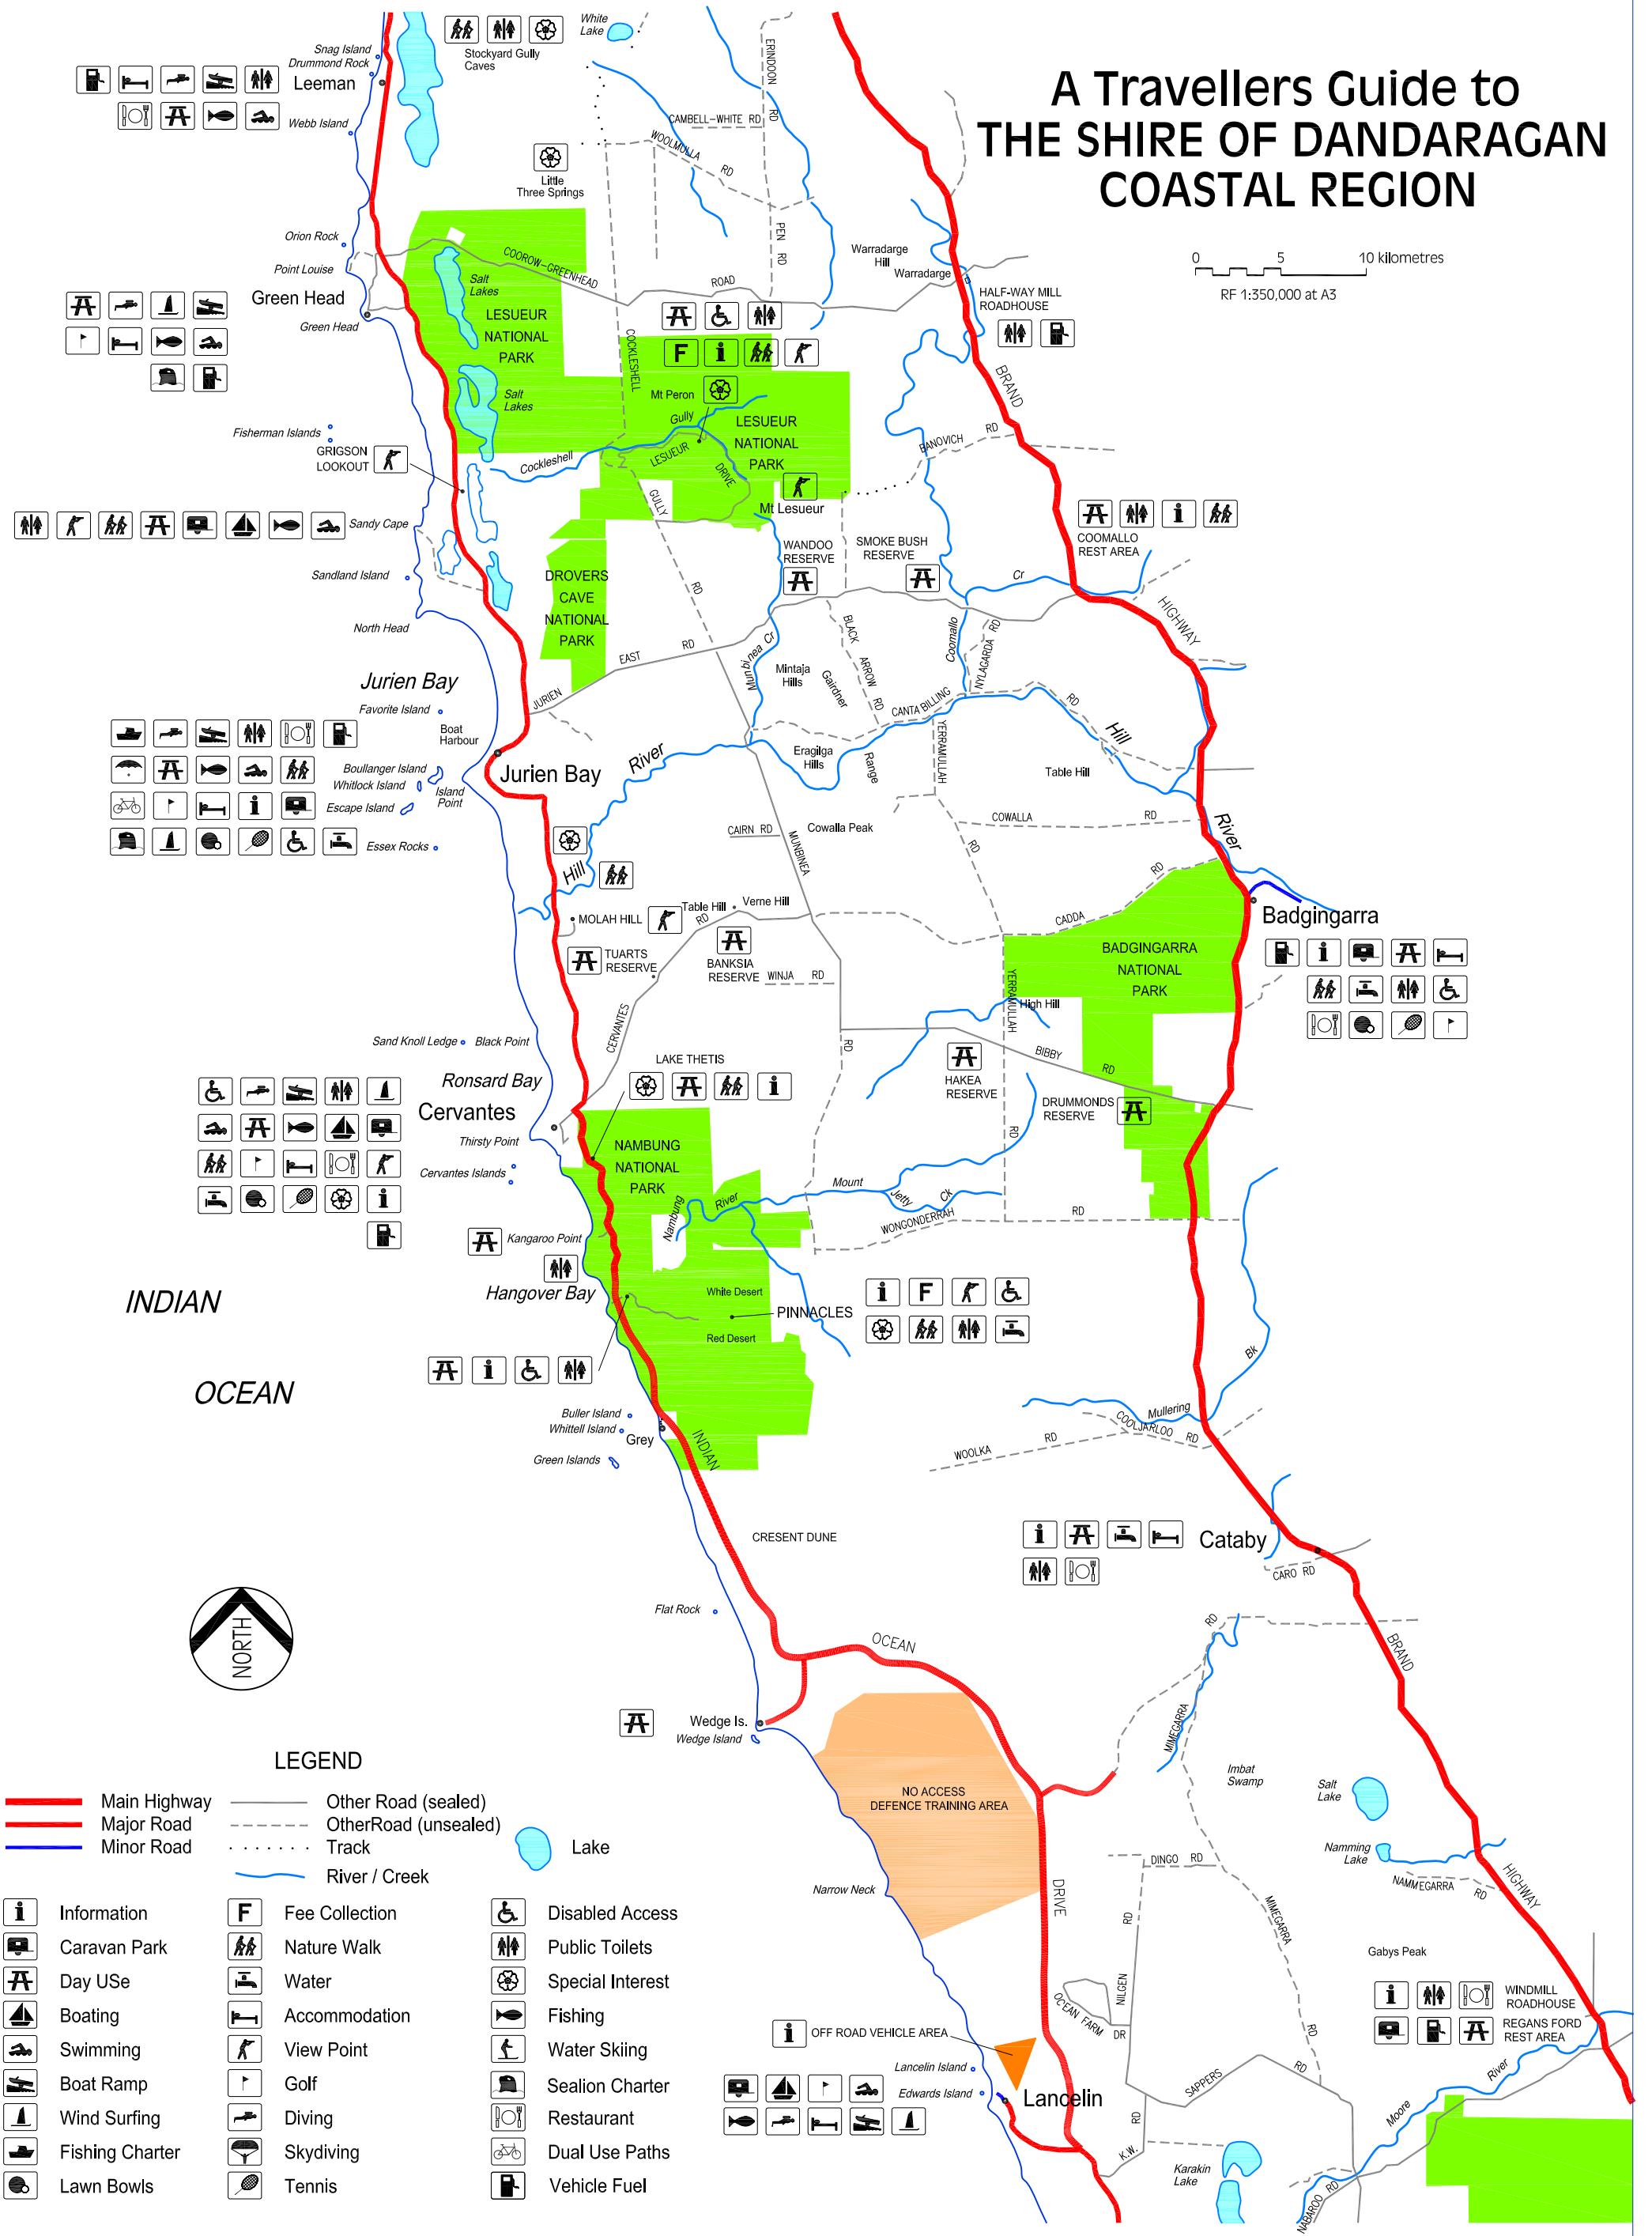 A Travellers Guide to
THE SHIRE OF DANDARAGAN
COASTAL REGION
0 5 10 kilometres
RF 1:350,000 at A3
White
Lake
Stockyard Gully
Caves
Snag Island
Drummond Rock
Leeman
Webb Island
ERINDOON
RD
CAMBELL-WHITE RD
WOOLMULLA
RD
Little
Three Springs
Orion Rock
Point Louise
Green Head
Green Head
COOROW-GREENHEAD
ROAD
PEN RD
Warradarge
Hill
Warradarge
HALF-WAY MILL
ROADHOUSE
Salt
Lakes
LESUEUR
NATIONAL
PARK
Salt
Lakes
COCKLESHELL
F
i
Mt Peron
Gully
LESUEUR
NATIONAL
PARK
LESUEUR
DRIVE
Cockleshell
Mt Lesueur
BRAND
BANOVICH RD
Fisherman Islands
GRIGSON
LOOKOUT
Sandy Cape
Sandland Island
North Head
GULLY
RD
WANDOO
RESERVE
SMOKE BUSH
RESERVE
i
COOMALLO
REST AREA
Cr
HIGHWAY
DROVERS
CAVE
NATIONAL
PARK
JURIEN
EAST
RD
Munbinea Cr
Mintaja
Hills
Gairdner
Range
BLACK
ARROW
RD
Coomallo
NYLAGARDA RD
CANTA BILLING
RD
Hill
River
Jurien Bay
Favorite Island
Boat
Harbour
Jurien Bay
Boullanger Island
Whitlock Island
Island
Point
Escape Island
Essex Rocks
i
River
Hill
Eragilga
Hills
YERRAMULLAH
RD
Table Hill
CAIRN RD
Cowalla Peak
COWALLA RD
MUNBINEA
RD
MOLAH HILL
Table Hill
RD
Verne Hill
TUARTS
RESERVE
BANKSIA
RESERVE
WINJA RD
CADDA
RD
BADGINGARRA
NATIONAL
PARK
Badgingarra
i
YERRAMULLAH
RD
High Hill
BIBBY
RD
HAKEA
RESERVE
DRUMMONDS
RESERVE
CERVANTES
Sand Knoll Ledge
Black Point
Ronsard Bay
Cervantes
Thirsty Point
Cervantes Islands
i
LAKE THETIS
i
NAMBUNG
NATIONAL
PARK
Nambung
River
Mount
Jetty
Ck
WONGONDERRAH
RD
Kangaroo Point
Hangover Bay
White Desert
PINNACLES
Red Desert
i
F
i
INDIAN
OCEAN
Buller Island
Whittell Island
Grey
Green Islands
INDIAN
OCEAN
DRIVE
CRESENT DUNE
Flat Rock
Bk
Mullering
COOLJARLOO RD
WOOLKA
RD
i
Cataby
CARO RD
BRAND
HIGHWAY
NORTH
Wedge Is.
Wedge Island
NO ACCESS
DEFENCE TRAINING AREA
RD
MIMEGARRA
Imbat
Swamp
Salt
Lake
Namming
Lake
NAMMEGARRA RD
DINGO RD
MIMEGARRA
RD
Narrow Neck
RD
NILGEN
OCEAN FARM
DR
Gabys Peak
i
WINDMILL
ROADHOUSE
REGANS FORD
REST AREA
i
OFF ROAD VEHICLE AREA
Lancelin Island
Edwards Island
Lancelin
SAPPERS
RD
RD
K.W.
Karakin
Lake
Moore
River
NABAROO RD
LEGEND
Main Highway
Major Road
Minor Road
Other Road (sealed)
OtherRoad (unsealed)
Track
River / Creek
Lake
i Information
Caravan Park
Day USe
Boating
Swimming
Boat Ramp
Wind Surfing
Fishing Charter
Lawn Bowls
F Fee Collection
Nature Walk
Water
Accommodation
View Point
Golf
Diving
Skydiving
Tennis
Disabled Access
Public Toilets
Special Interest
Fishing
Water Skiing
Sealion Charter
Restaurant
Dual Use Paths
Vehicle Fuel